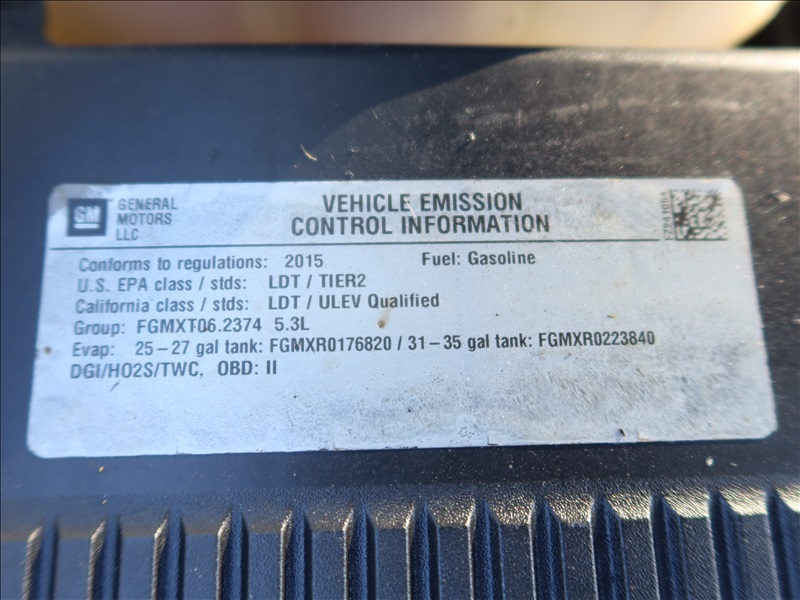 GM
GENERAL
MOTORS
LLC
VEHICLE EMISSION
CONTROL INFORMATION
Conforms to regulations: 2015 Fuel: Gasoline
U.S. EPA class / stds: LDT / TIER2
California class / stds: LDT / ULEV Qualified
Group: FGMXT06.2374 5.3L
Evap: 25-27 gal tank: FGMXR0176820 / 31-35 gal tank: FGMXR0223840
DGI/HO2S/TWC, OBD: II